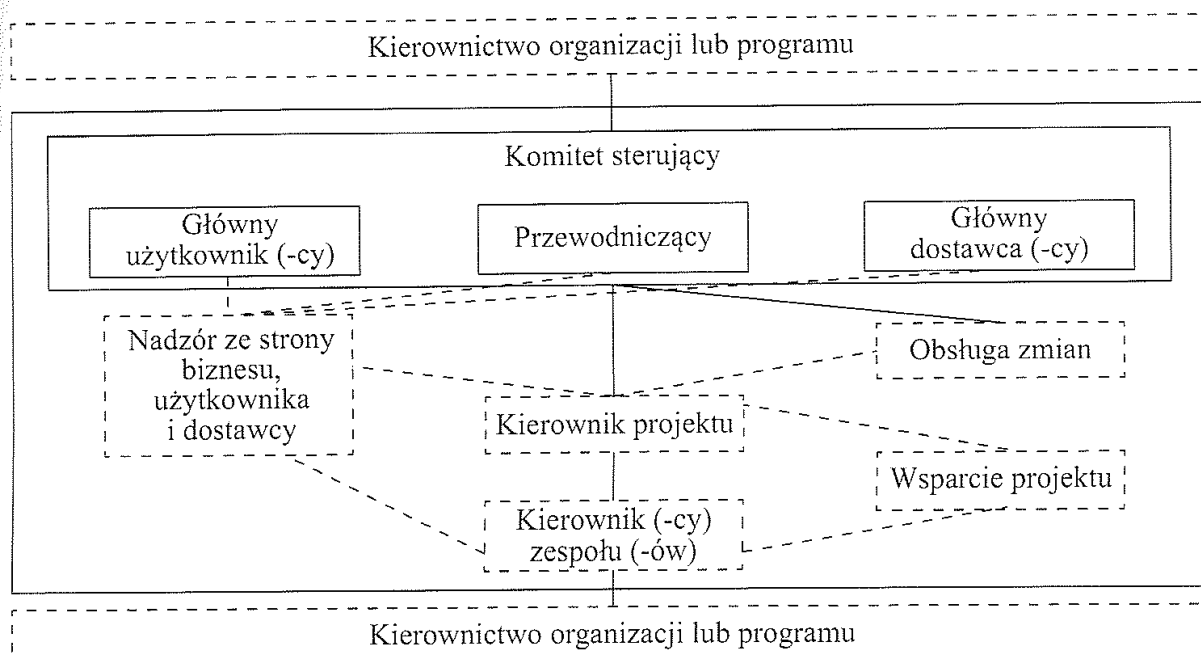 Kierownictwo organizacji lub programu
Komitet sterujący
Główny
użytkownik (-cy)
Przewodniczący
Główny
dostawca (-cy)
Nadzór ze strony
biznesu,
użytkownika
i dostawcy
Obsługa zmian
Kierownik projektu
Wsparcie projektu
Kierownik (-cy)
zespołu (-ów)
Kierownictwo organizacji lub programu